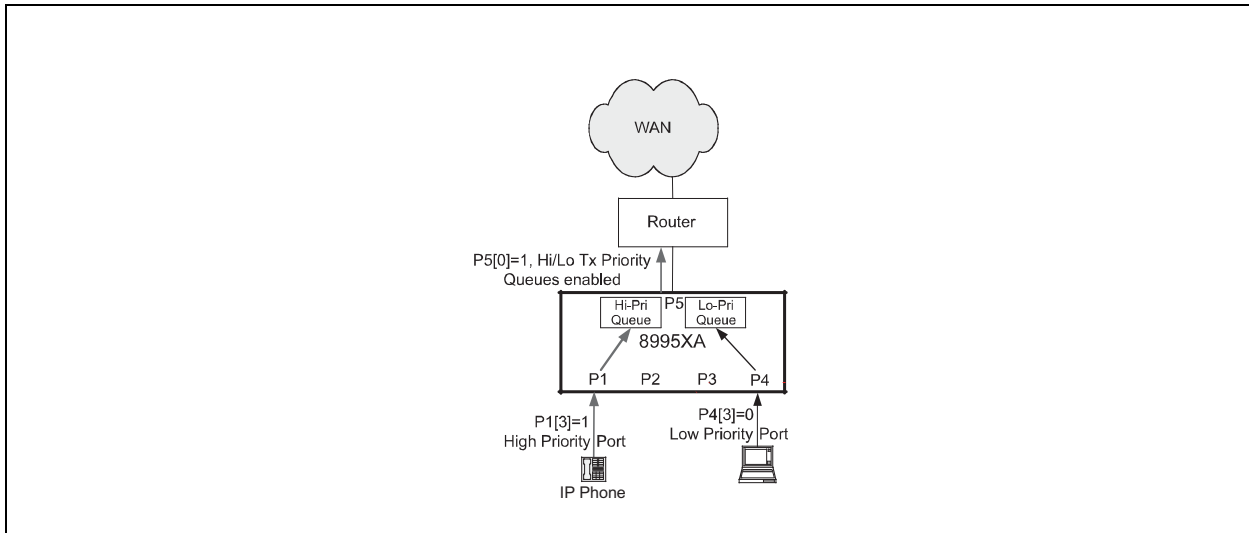 WAN
Router
P5[0]=1, Hi/Lo Tx Priority
Queues enabled
Hi-Pri
Queue
P5
Lo-Pri
Queue
8995XA
P1 P2 P3 P4
P1[3]=1
High Priority Port
P4[3]=0
Low Priority Port
IP Phone